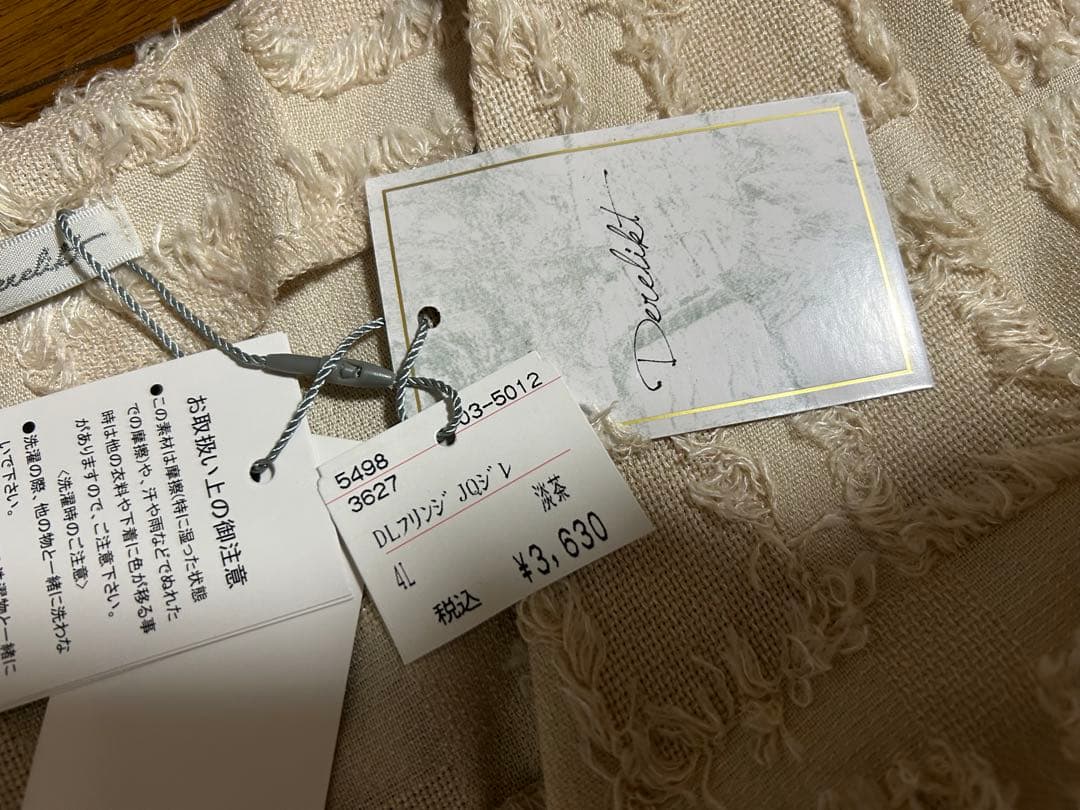 Derelikt
Derelikt
03-5012
5498
3627
DLフリンジ JQジレ
淡茶
4L
¥3,630
税込
お取扱い上の御注意
●この素材は摩擦(特に湿った状態
での摩擦)や、汗や雨などでぬれた
時は他の衣料や下着に色が移る事
がありますので、ご注意下さい。
〈洗濯時のご注意〉
●洗濯の際、他の物と一緒に洗わな
いで下さい。